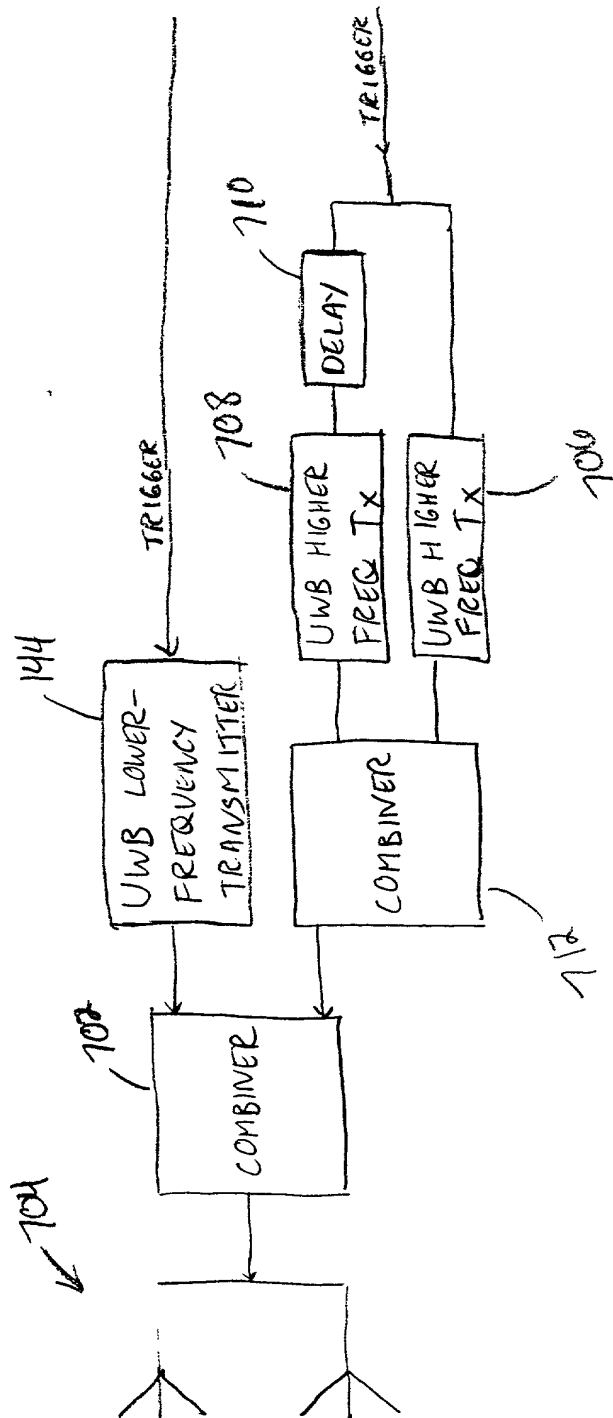 704
702
COMBINER
144
UWB LOWER-
FREQUENCY
TRANSMITTER
TRIGGER
COMBINER
712
708
UWB HIGHER
FREQ TX
UWB HIGHER
FREQ TX
706
710
DELAY
TRIGGER